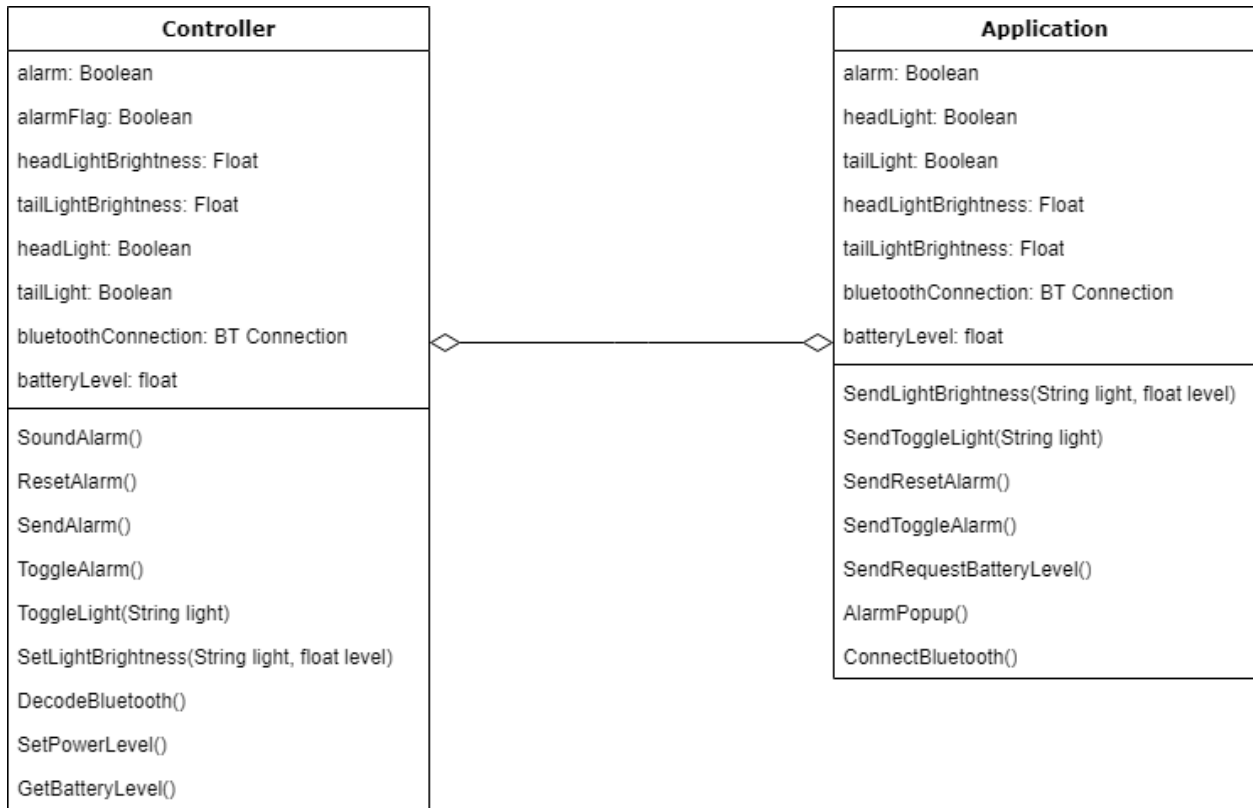 Controller
alarm: Boolean
alarmFlag: Boolean
headLightBrightness: Float
tailLightBrightness: Float
headLight: Boolean
tailLight: Boolean
bluetoothConnection: BT Connection
batteryLevel: float
SoundAlarm()
ResetAlarm()
SendAlarm()
ToggleAlarm()
ToggleLight(String light)
SetLightBrightness(String light, float level)
DecodeBluetooth()
SetPowerLevel()
GetBatteryLevel()
Application
alarm: Boolean
headLight: Boolean
tailLight: Boolean
headLightBrightness: Float
tailLightBrightness: Float
bluetoothConnection: BT Connection
batteryLevel: float
SendLightBrightness(String light, float level)
SendToggleLight(String light)
SendResetAlarm()
SendToggleAlarm()
SendRequestBatteryLevel()
AlarmPopup()
ConnectBluetooth()